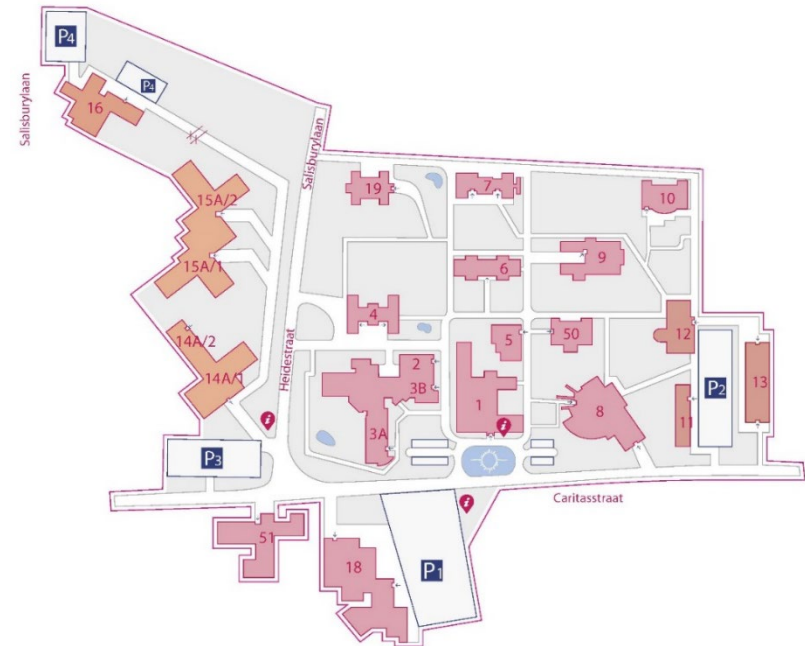 P4
P4
Salisburylaan
16
Salisburylaan
15A/2
19
7
10
15A/1
6
9
4
14A/2
5
50
12
Heidestraat
2
14A/1
3B
1
8
11
P2
13
3A
i
i
P3
Caritasstraat
i
51
P1
18